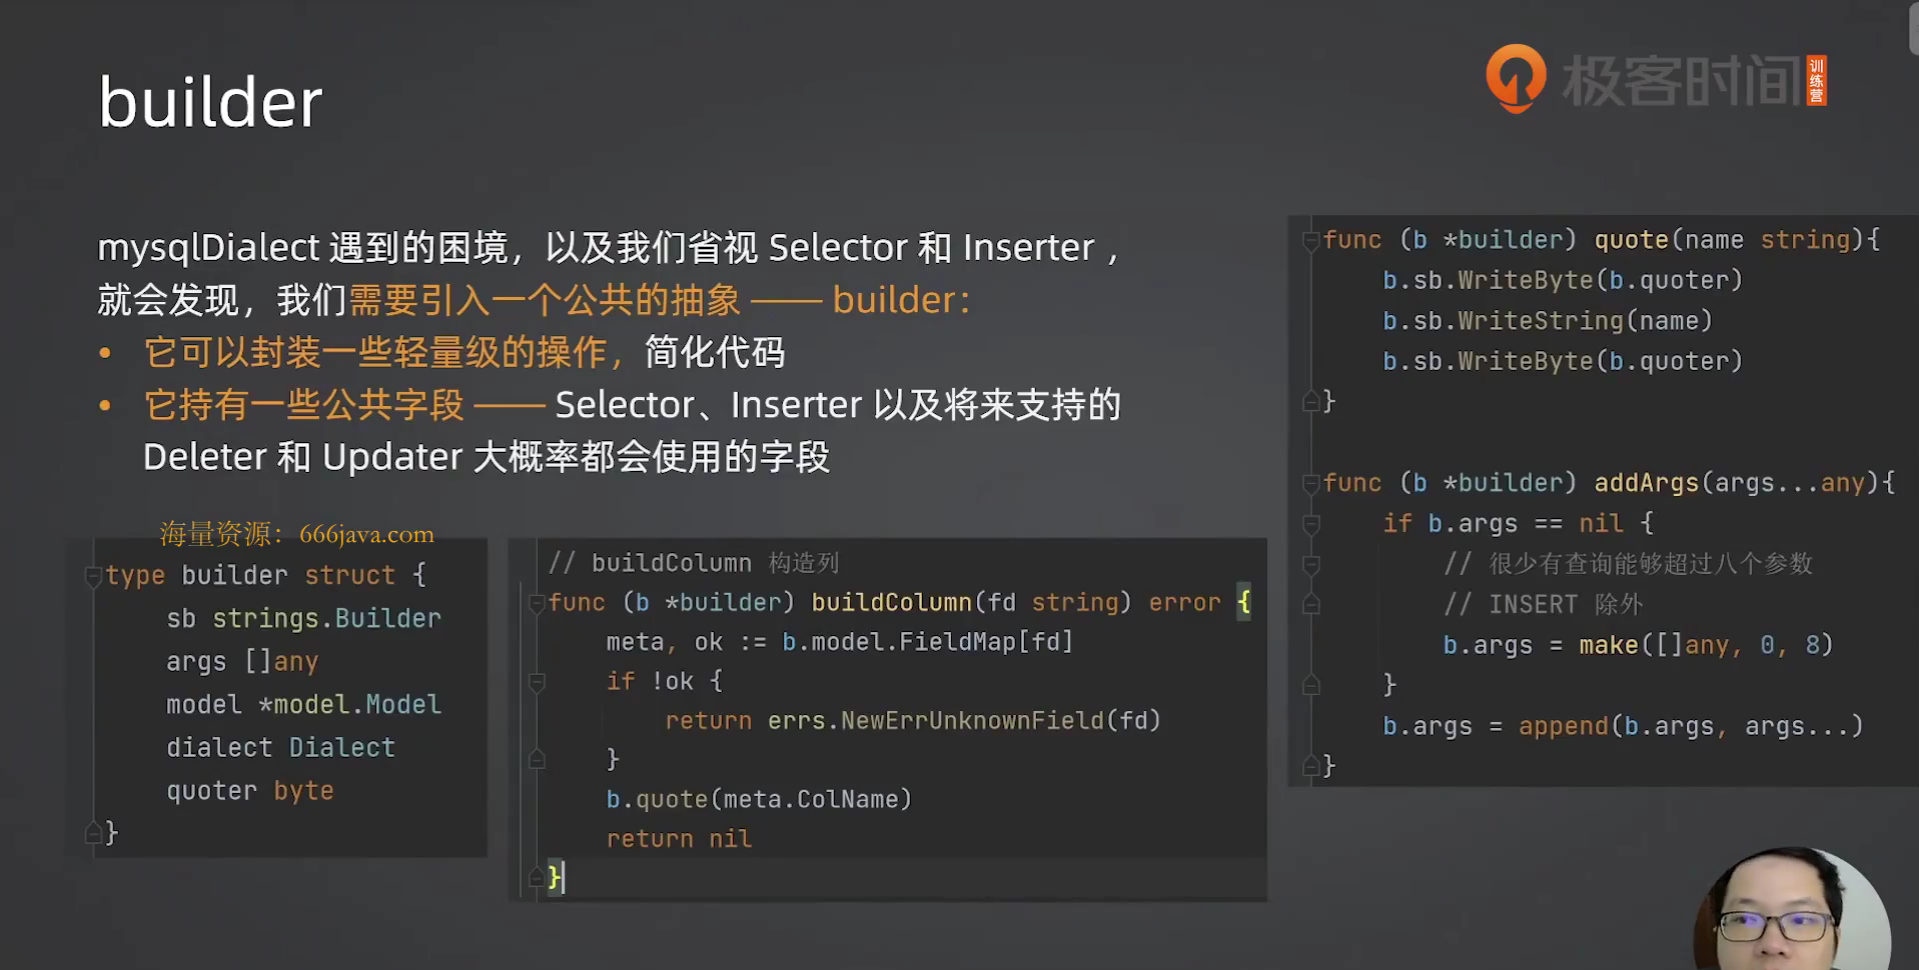 builder
极客时间
训练营
mysqlDialect 遇到的困境，以及我们省视 Selector 和 Inserter ，
就会发现，我们需要引入一个公共的抽象 —— builder：
• 它可以封装一些轻量级的操作，简化代码
• 它持有一些公共字段 —— Selector、Inserter 以及将来支持的
Deleter 和 Updater 大概率都会使用的字段
海量资源：666java.com
type builder struct {
sb strings.Builder
args []any
model *model.Model
dialect Dialect
quoter byte
}
// buildColumn 构造列
func (b *builder) buildColumn(fd string) error {
meta, ok := b.model.FieldMap[fd]
if !ok {
return errs.NewErrUnknownField(fd)
}
b.quote(meta.ColName)
return nil
}
func (b *builder) quote(name string){
b.sb.WriteByte(b.quoter)
b.sb.WriteString(name)
b.sb.WriteByte(b.quoter)
}
func (b *builder) addArgs(args...any){
if b.args == nil {
// 很少有查询能够超过八个参数
// INSERT 除外
b.args = make([]any, 0, 8)
}
b.args = append(b.args, args...)
}